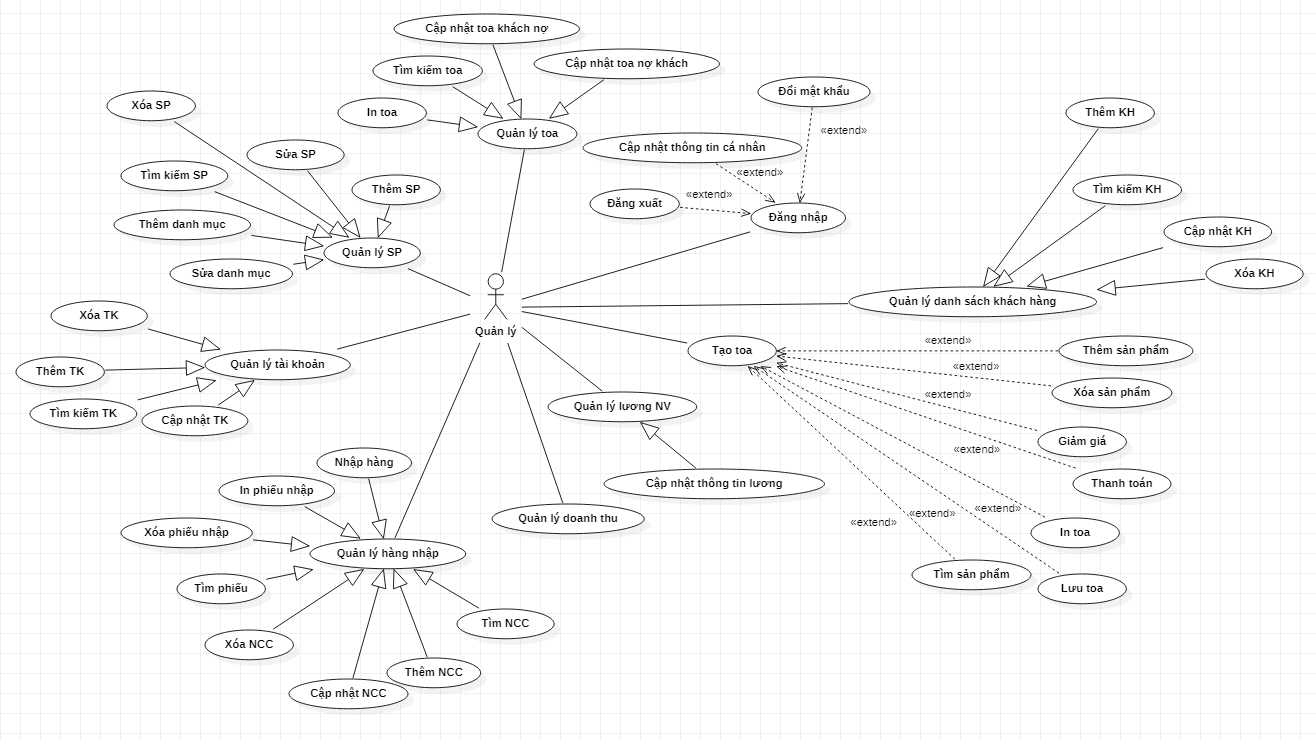 Cập nhật toa khách nợ
Cập nhật toa nợ khách
Tìm kiếm toa
In toa
Quản lý toa
Đổi mật khẩu
«extend»
Cập nhật thông tin cá nhân
«extend»
Đăng xuất
«extend»
Đăng nhập
Thêm KH
Tìm kiếm KH
Cập nhật KH
Xóa KH
Quản lý danh sách khách hàng
Xóa SP
Sửa SP
Tìm kiếm SP
Thêm SP
Thêm danh mục
Quản lý SP
Sửa danh mục
Quản lý
Xóa TK
Quản lý tài khoản
Thêm TK
Tìm kiếm TK
Cập nhật TK
Tạo toa
«extend»
Thêm sản phẩm
«extend»
Xóa sản phẩm
«extend»
Giảm giá
«extend»
Thanh toán
«extend»
In toa
«extend»
Lưu toa
«extend»
Tìm sản phẩm
Quản lý lương NV
Cập nhật thông tin lương
Quản lý doanh thu
Nhập hàng
In phiếu nhập
Xóa phiếu nhập
Quản lý hàng nhập
Tìm phiếu
Xóa NCC
Cập nhật NCC
Thêm NCC
Tìm NCC